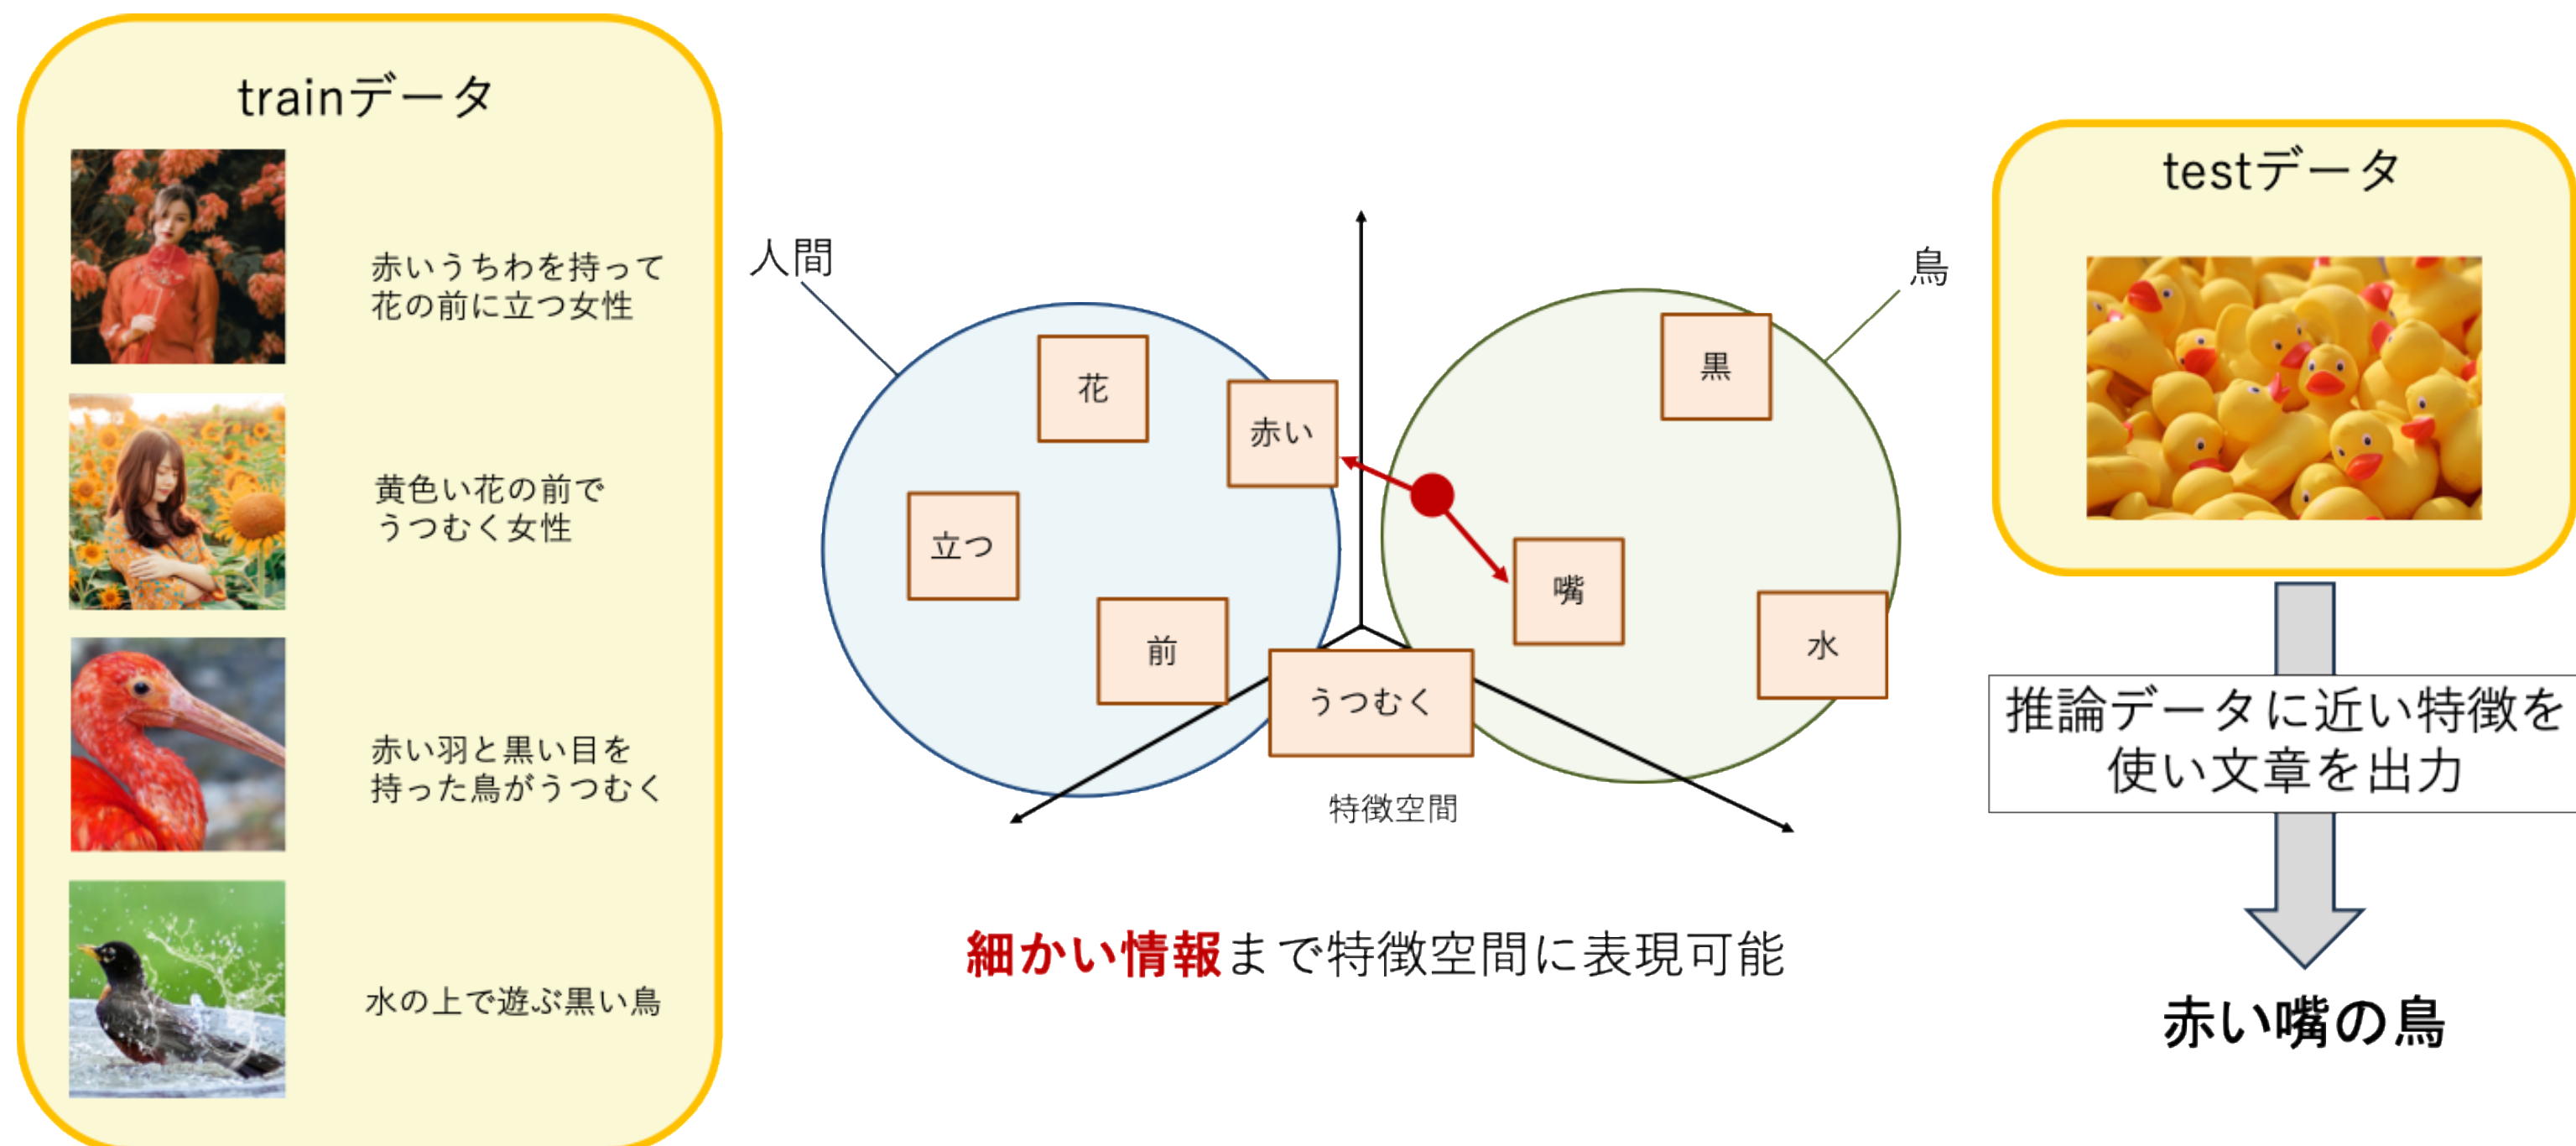 trainデータ
赤いうちわを持って
花の前に立つ女性
黄色い花の前で
うつむく女性
赤い羽と黒い目を
持った鳥がうつむく
水の上で遊ぶ黒い鳥
人間
鳥
花
赤い
黒
立つ
嘴
前
水
うつむく
特徴空間
細かい情報まで特徴空間に表現可能
testデータ
推論データに近い特徴を
使い文章を出力
赤い嘴の鳥